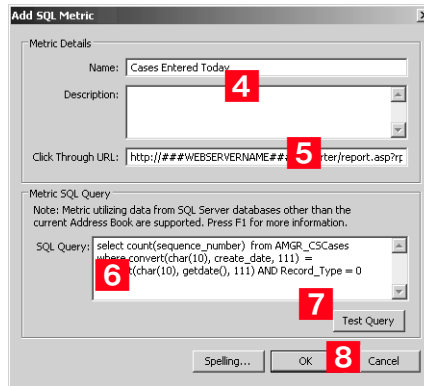 Add SQL Metric
Metric Details
Name: Cases Entered Today
4
Description:
5
Click Through URL: http://###WEBSERVERNAME### /report.asp?rp
Metric SQL Query
Note: Metric utilizing data from SQL Server databases other than the
current Address Book are supported. Press F1 for more information.
SQL Query: select count(sequence_number) from AMGR_CSCases
6
convert(char(10), create_date, 111) =
(char(10), getdate(), 111) AND Record_Type = 0
7
Test Query
Spelling... OK 8 Cancel